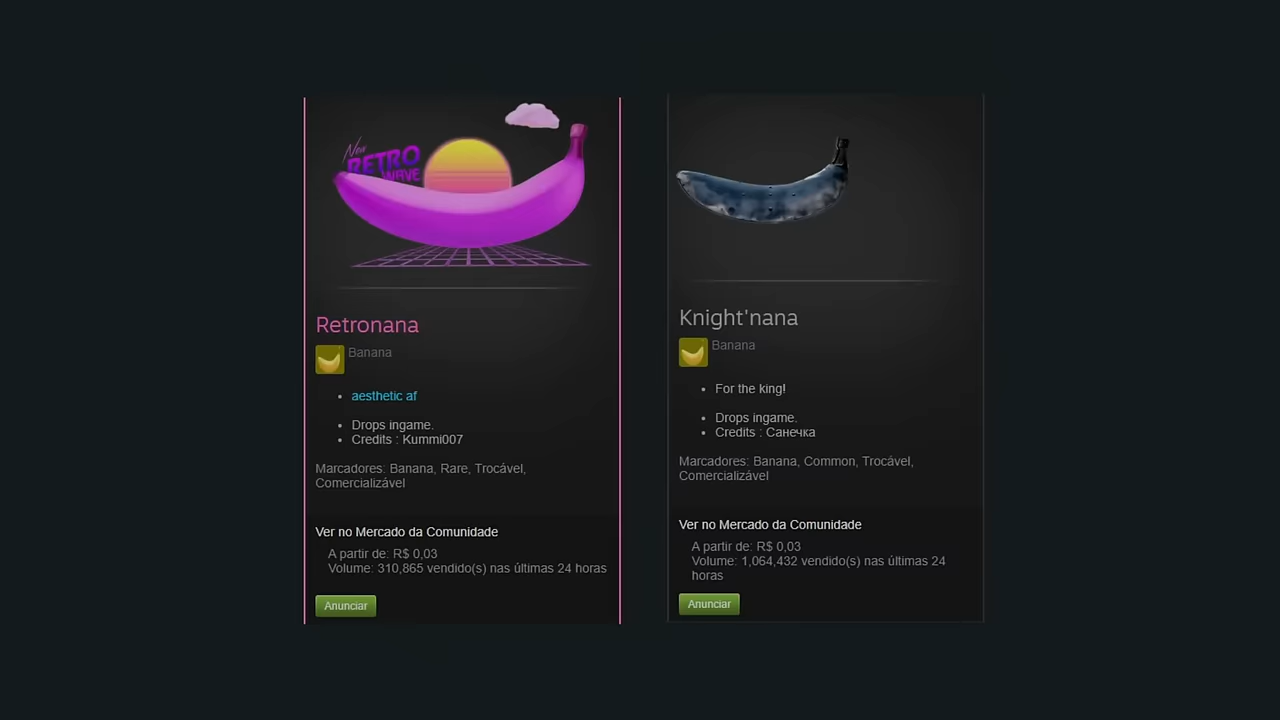 New
RETRO
WAVE
Retronana
Banana
aesthetic af
Drops ingame.
Credits : Kummi007
Marcadores: Banana, Rare, Trocável,
Comercializável
Ver no Mercado da Comunidade
A partir de: R$ 0,03
Volume: 310,865 vendido(s) nas últimas 24 horas
Anunciar
Knight'nana
Banana
For the king!
Drops ingame.
Credits : Санечка
Marcadores: Banana, Common, Trocável,
Comercializável
Ver no Mercado da Comunidade
A partir de: R$ 0,03
Volume: 1,064,432 vendido(s) nas últimas 24
horas
Anunciar